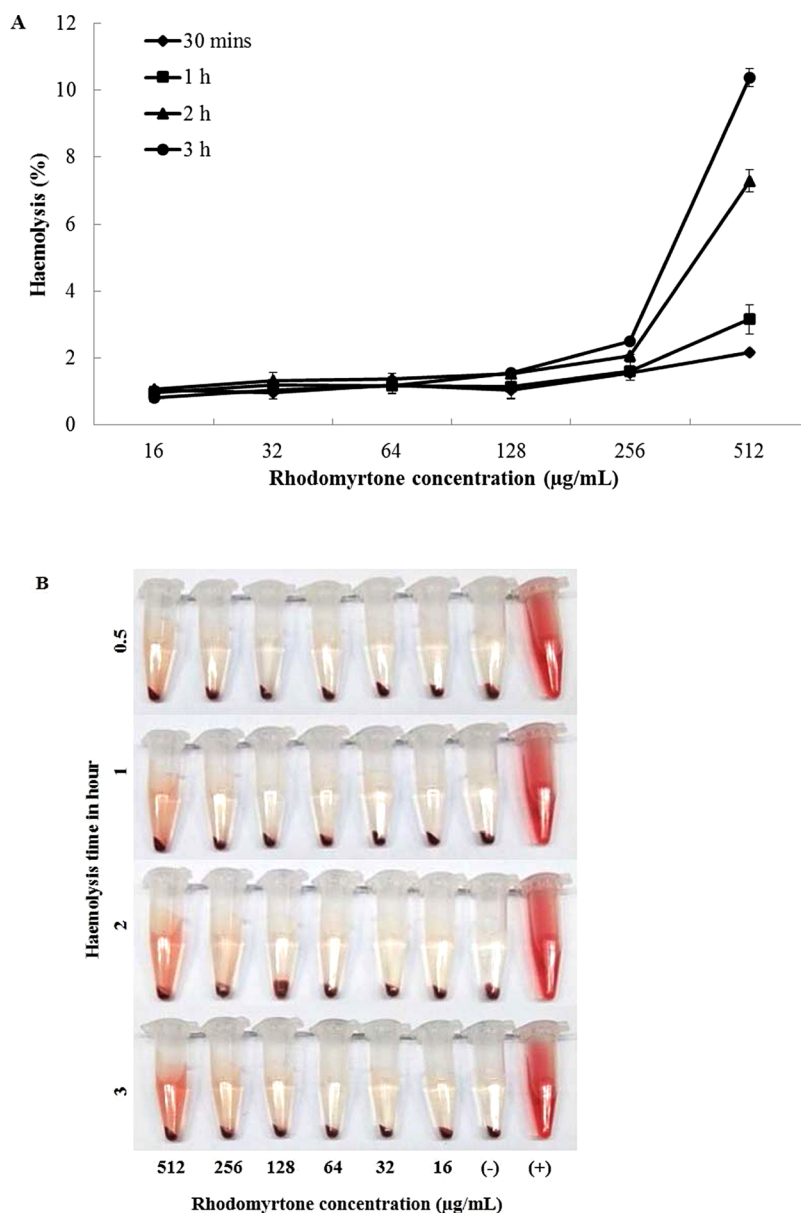 A
12
10
8
6
4
2
0
Haemolysis (%)
30 mins
1 h
2 h
3 h
16 32 64 128 256 512
Rhodomyrtone concentration (µg/mL)
B
Haemolysis time in hour
0.5
1
2
3
512 256 128 64 32 16 (-) (+)
Rhodomyrtone concentration (µg/mL)